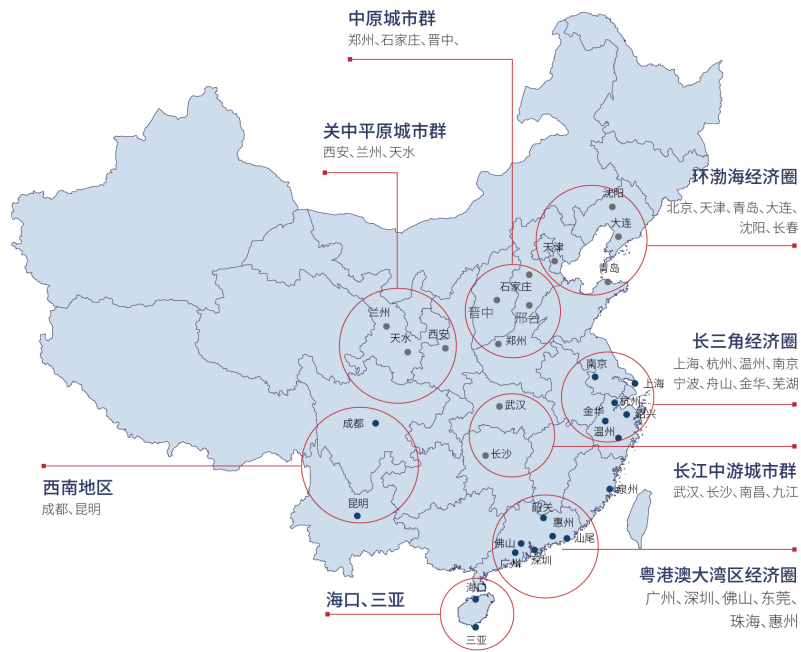 中原城市群
郑州、石家庄、晋中、
关中平原城市群
西安、兰州、天水
环渤海经济圈
北京、天津、青岛、大连、
沈阳、长春
沈阳
大连
天津
青岛
石家庄
晋中
邢台
郑州
兰州
天水
西安
长三角经济圈
上海、杭州、温州、南京
宁波、舟山、金华、芜湖
南京
上海
杭州
金华
绍兴
温州
武汉
长沙
成都
长江中游城市群
武汉、长沙、南昌、九江
西南地区
成都、昆明
昆明
泉州
韶关
惠州
汕尾
佛山
广州
深圳
粤港澳大湾区经济圈
广州、深圳、佛山、东莞、
珠海、惠州
海口、三亚
海口
三亚